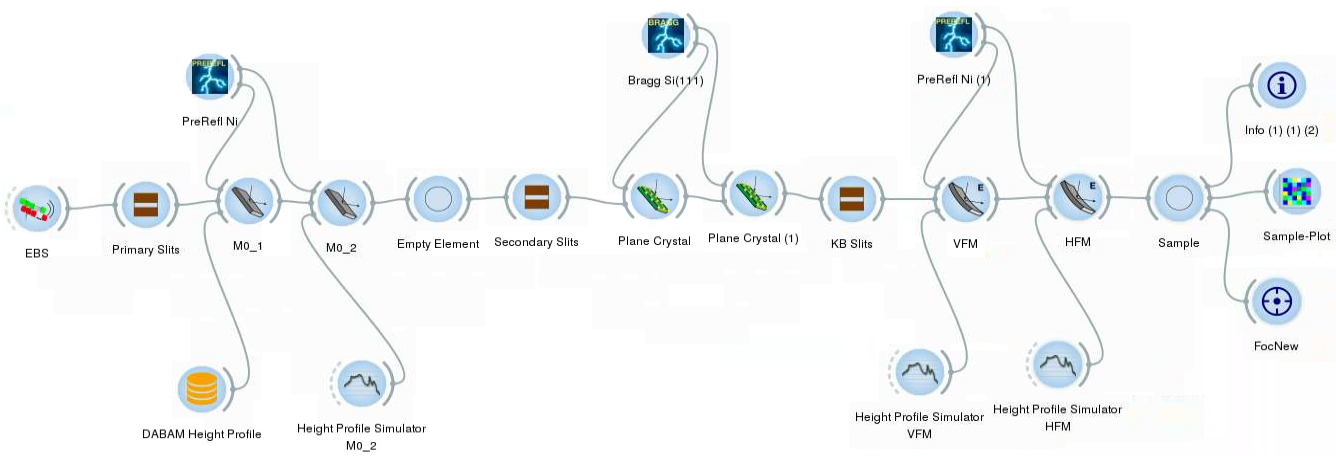 BRAGG
PREREFL
PREREFL
Bragg Si(111)
PreRefl Ni (1)
PreRefl Ni
Info (1) (1) (2)
E
E
EBS
Primary Slits
M0_1
M0_2
Empty Element
Secondary Slits
Plane Crystal
Plane Crystal (1)
KB Slits
VFM
HFM
Sample
Sample-Plot
FocNew
DABAM Height Profile
Height Profile Simulator
M0_2
Height Profile Simulator
VFM
Height Profile Simulator
HFM